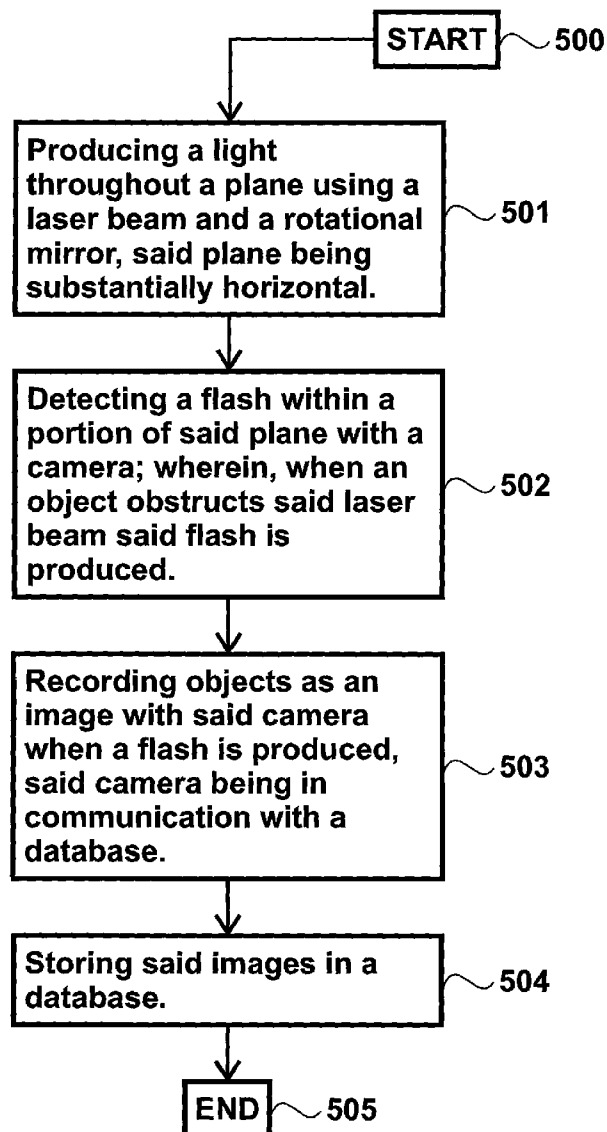 START
500
Producing a light
throughout a plane using a
laser beam and a rotational
mirror, said plane being
substantially horizontal.
501
Detecting a flash within a
portion of said plane with a
camera; wherein, when an
object obstructs said laser
beam said flash is
produced.
502
Recording objects as an
image with said camera
when a flash is produced,
said camera being in
communication with a
database.
503
Storing said images in a
database.
504
END
505